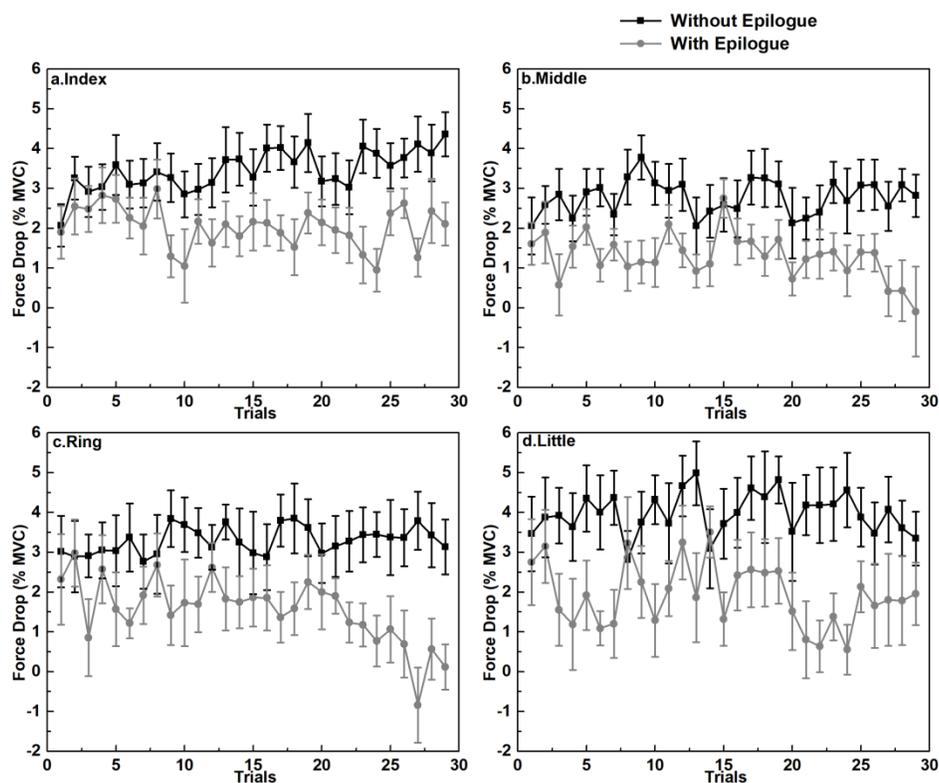 Without Epilogue
With Epilogue
a.Index
6
5
4
3
2
1
0
-1
-2
Force Drop (% MVC)
0 5 10 15 20 25 30
Trials
b.Middle
6
5
4
3
2
1
0
-1
-2
Force Drop (% MVC)
0 5 10 15 20 25 30
Trials
c.Ring
6
5
4
3
2
1
0
-1
-2
Force Drop (% MVC)
0 5 10 15 20 25 30
Trials
d.Little
6
5
4
3
2
1
0
-1
-2
Force Drop (% MVC)
0 5 10 15 20 25 30
Trials